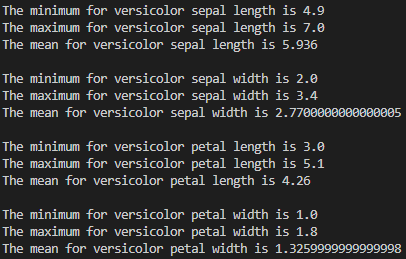 The minimum for versicolor sepal length is 4.9
The maximum for versicolor sepal length is 7.0
The mean for versicolor sepal length is 5.936
The minimum for versicolor sepal width is 2.0
The maximum for versicolor sepal width is 3.4
The mean for versicolor sepal width is 2.7700000000000005
The minimum for versicolor petal length is 3.0
The maximum for versicolor petal length is 5.1
The mean for versicolor petal length is 4.26
The minimum for versicolor petal width is 1.0
The maximum for versicolor petal width is 1.8
The mean for versicolor petal width is 1.3259999999999998